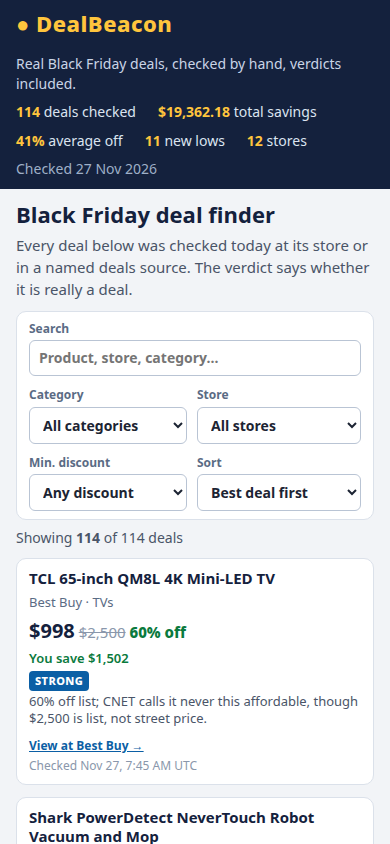 DealBeacon
Real Black Friday deals, checked by hand, verdicts
included.
114 deals checked $19,362.18 total savings
41% average off 11 new lows 12 stores
Checked 27 Nov 2026
Black Friday deal finder
Every deal below was checked today at its store or
in a named deals source. The verdict says whether
it is really a deal.
Search
Product, store, category...
Category Store
All categories All stores
Min. discount Sort
Any discount Best deal first
Showing 114 of 114 deals
TCL 65-inch QM8L 4K Mini-LED TV
Best Buy · TVs
$998 $2,500 60% off
You save $1,502
STRONG
60% off list; CNET calls it never this affordable, though
$2,500 is list, not street price.
View at Best Buy →
Checked Nov 27, 7:45 AM UTC
Shark PowerDetect NeverTouch Robot
Vacuum and Mop